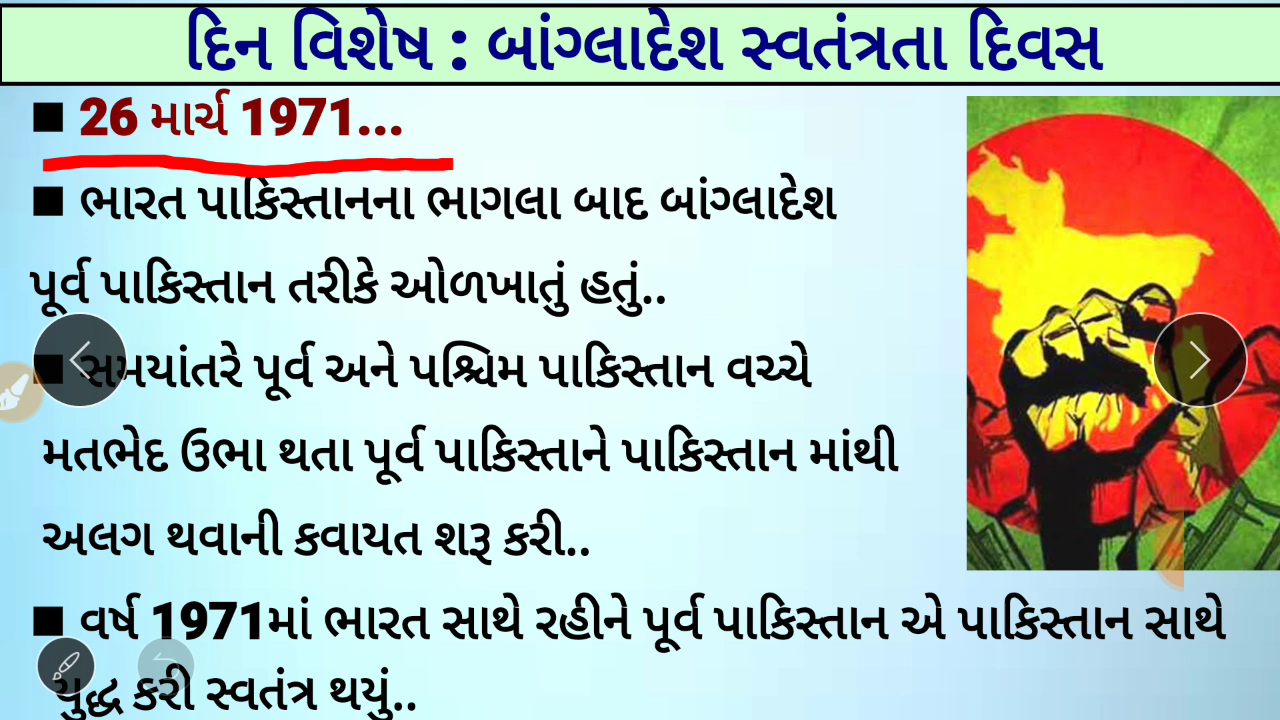 દિન વિશેષ : બાંગ્લાદેશ સ્વતંત્રતા દિવસ
■ 26 માર્ચ 1971...
■ ભારત પાકિસ્તાનના ભાગલા બાદ બાંગ્લાદેશ
પૂર્વ પાકિસ્તાન તરીકે ઓળખાતું હતું..
■ સમયાંતરે પૂર્વ અને પશ્ચિમ પાકિસ્તાન વચ્ચે
મતભેદ ઉભા થતા પૂર્વ પાકિસ્તાને પાકિસ્તાન માંથી
અલગ થવાની કવાયત શરૂ કરી..
■ વર્ષ 1971માં ભારત સાથે રહીને પૂર્વ પાકિસ્તાન એ પાકિસ્તાન સાથે
યુદ્ધ કરી સ્વતંત્ર થયું..